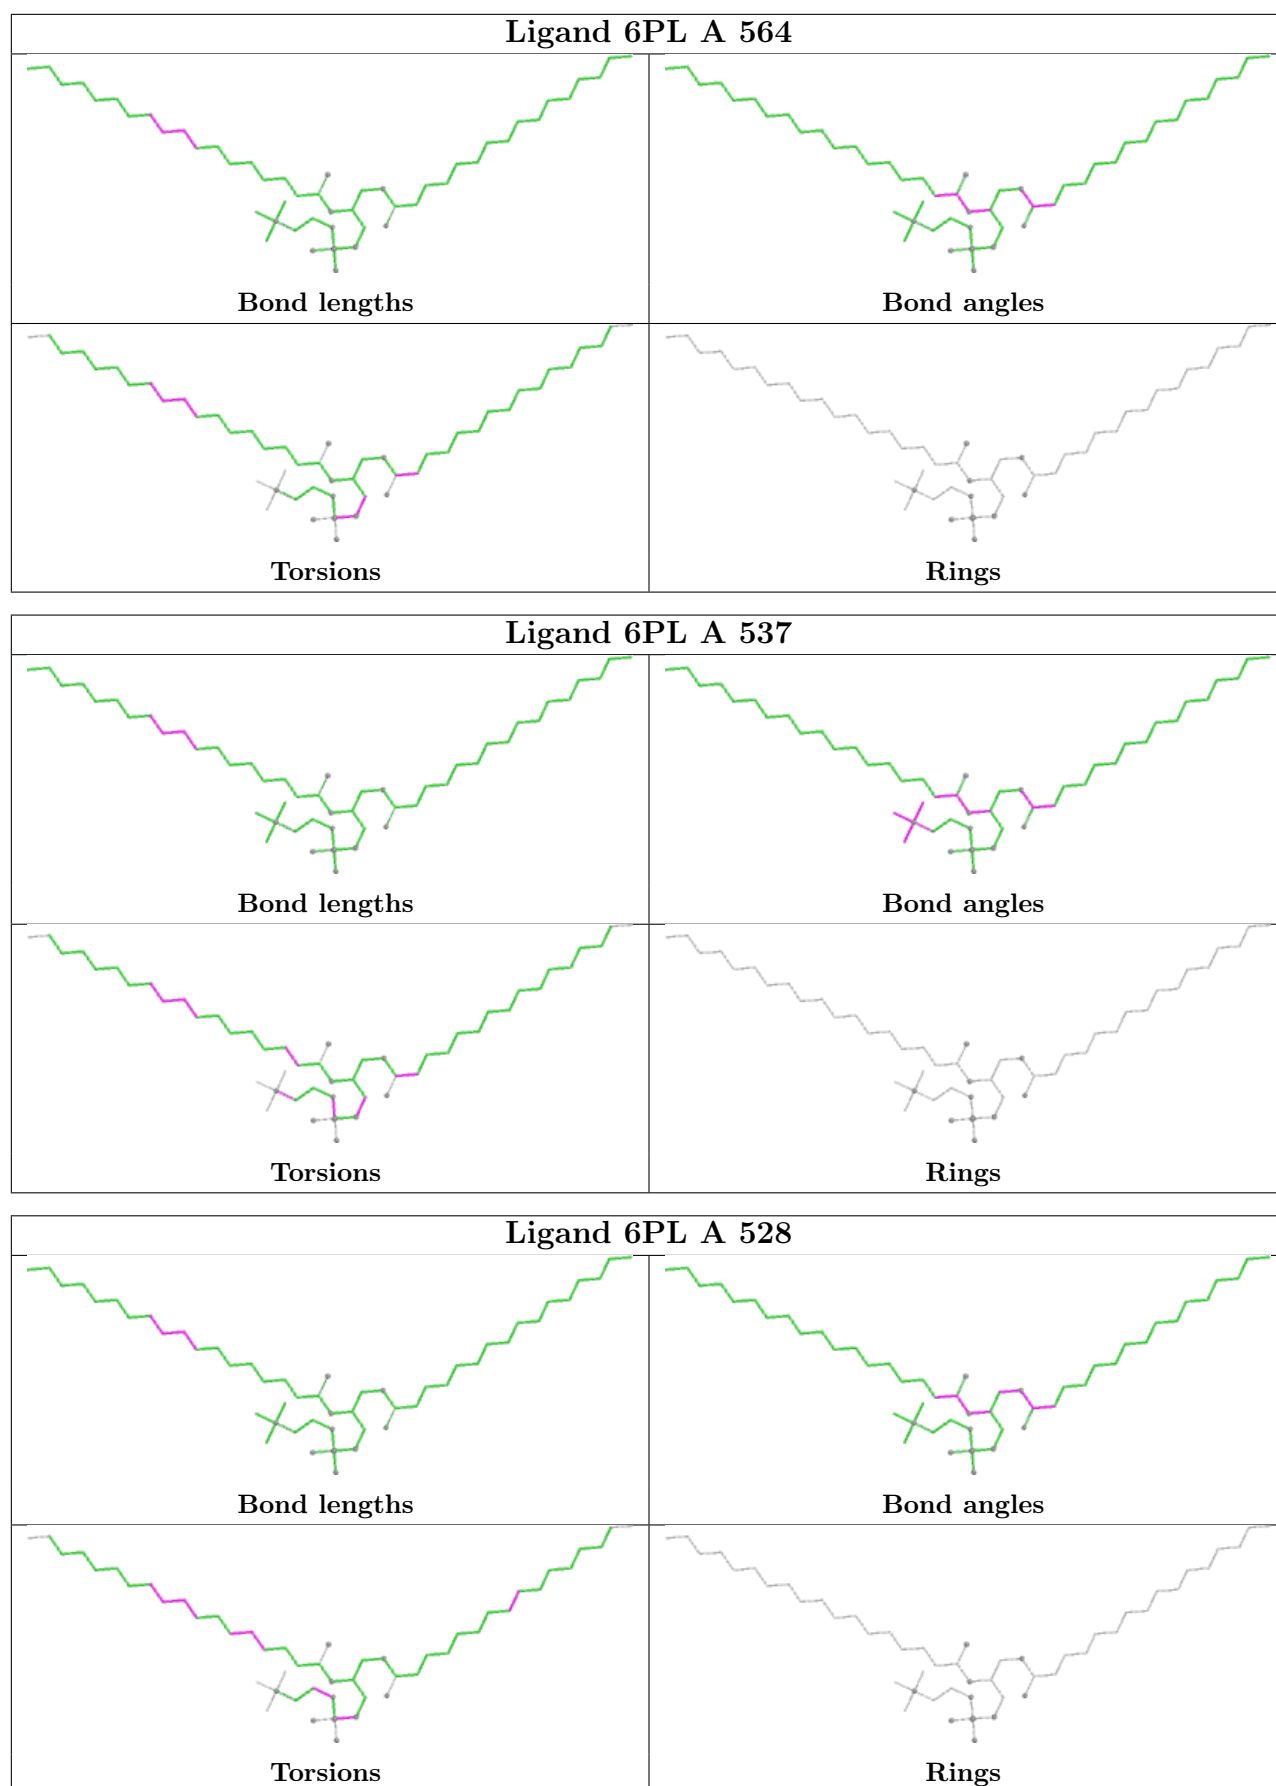 Ligand 6PL A 564
Bond lengths
Bond angles
Torsions
Rings
Ligand 6PL A 537
Bond lengths
Bond angles
Torsions
Rings
Ligand 6PL A 528
Bond lengths
Bond angles
Torsions
Rings